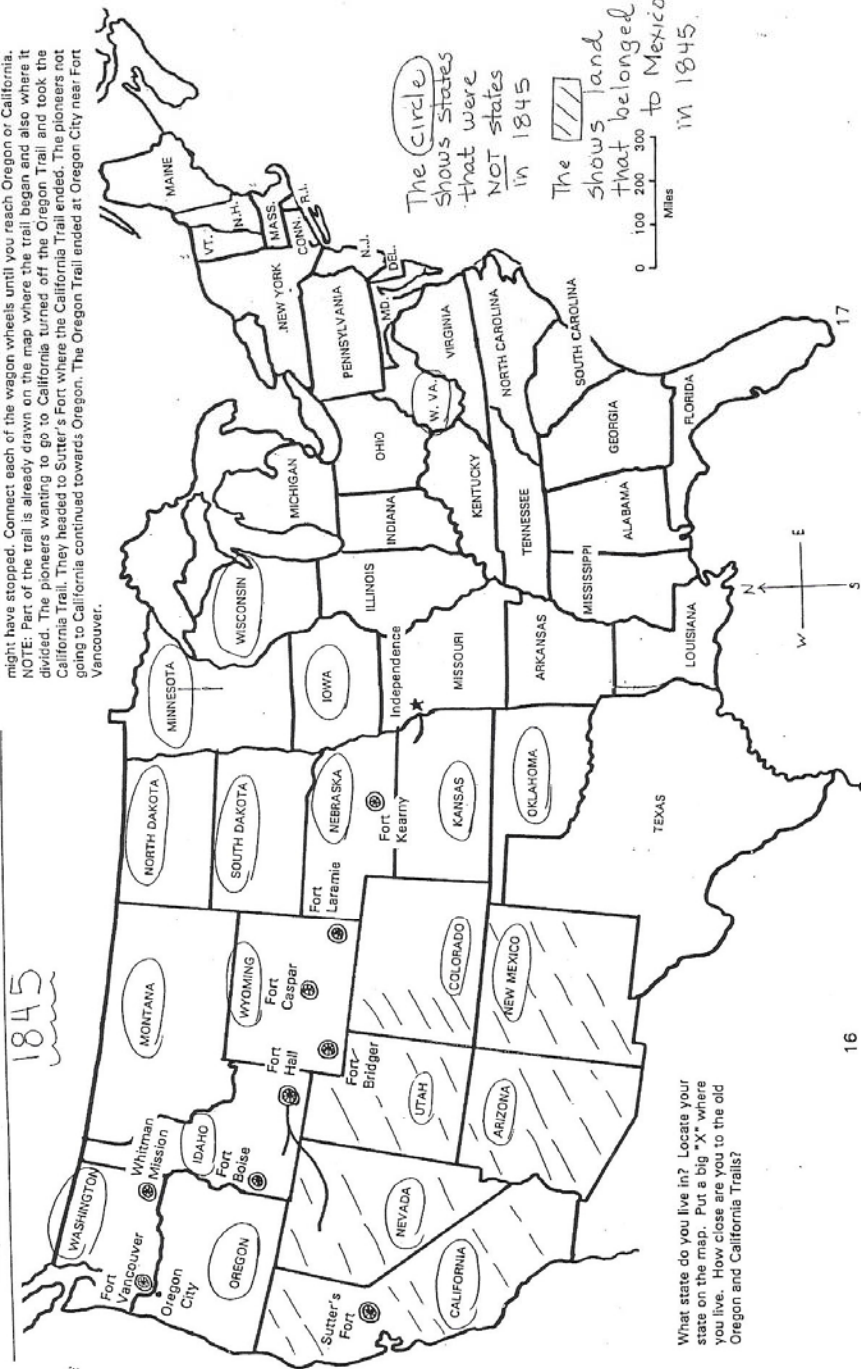 might have stopped. Connect each of the wagon wheels until you reach Oregon or California.
NOTE: Part of the trail is already drawn on the map where the trail began and also where it
divided. The pioneers wanting to go to California turned off the Oregon Trail and took the
California Trail. They headed to Sutter's Fort where the California Trail ended. The pioneers not
going to California continued towards Oregon. The Oregon Trail ended at Oregon City near Fort
Vancouver.
1845
WASHINGTON
Fort
Vancouver
Oregon
City
Whitman
Mission
OREGON
IDAHO
Fort
Boise
Fort
Hall
MONTANA
WYOMING
Fort
Caspar
Fort
Bridger
Fort
Laramie
NORTH DAKOTA
SOUTH DAKOTA
NEBRASKA
Fort
Kearny
KANSAS
OKLAHOMA
TEXAS
COLORADO
NEW MEXICO
UTAH
ARIZONA
NEVADA
CALIFORNIA
Sutter's
Fort
MINNESOTA
IOWA
Independence
MISSOURI
ARKANSAS
LOUISIANA
WISCONSIN
ILLINOIS
MICHIGAN
INDIANA
OHIO
KENTUCKY
TENNESSEE
MISSISSIPPI
ALABAMA
GEORGIA
FLORIDA
SOUTH CAROLINA
NORTH CAROLINA
VIRGINIA
W. VA.
MD.
DEL.
N.J.
PENNSYLVANIA
NEW YORK
CONN.
R.I.
MASS.
VT.
N.H.
MAINE
The circle
shows states
that were
NOT states
in 1845
The
shows land
that belonged
to Mexico
in 1845.
0 100 200 300
Miles
N
W E
S
What state do you live in? Locate your
state on the map. Put a big "X" where
you live. How close are you to the old
Oregon and California Trails?
16
17